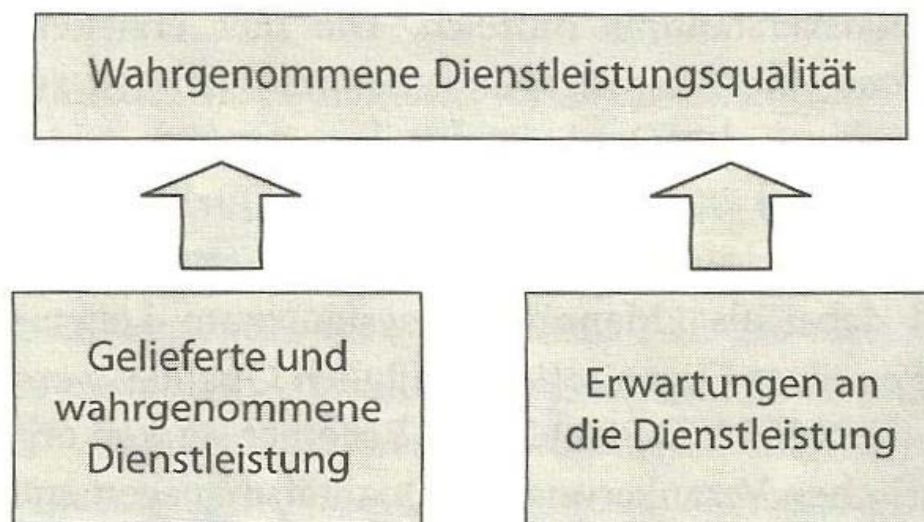 Wahrgenommene Dienstleistungsqualität
Gelieferte und
wahrgenommene
Dienstleistung
Erwartungen an
die Dienstleistung